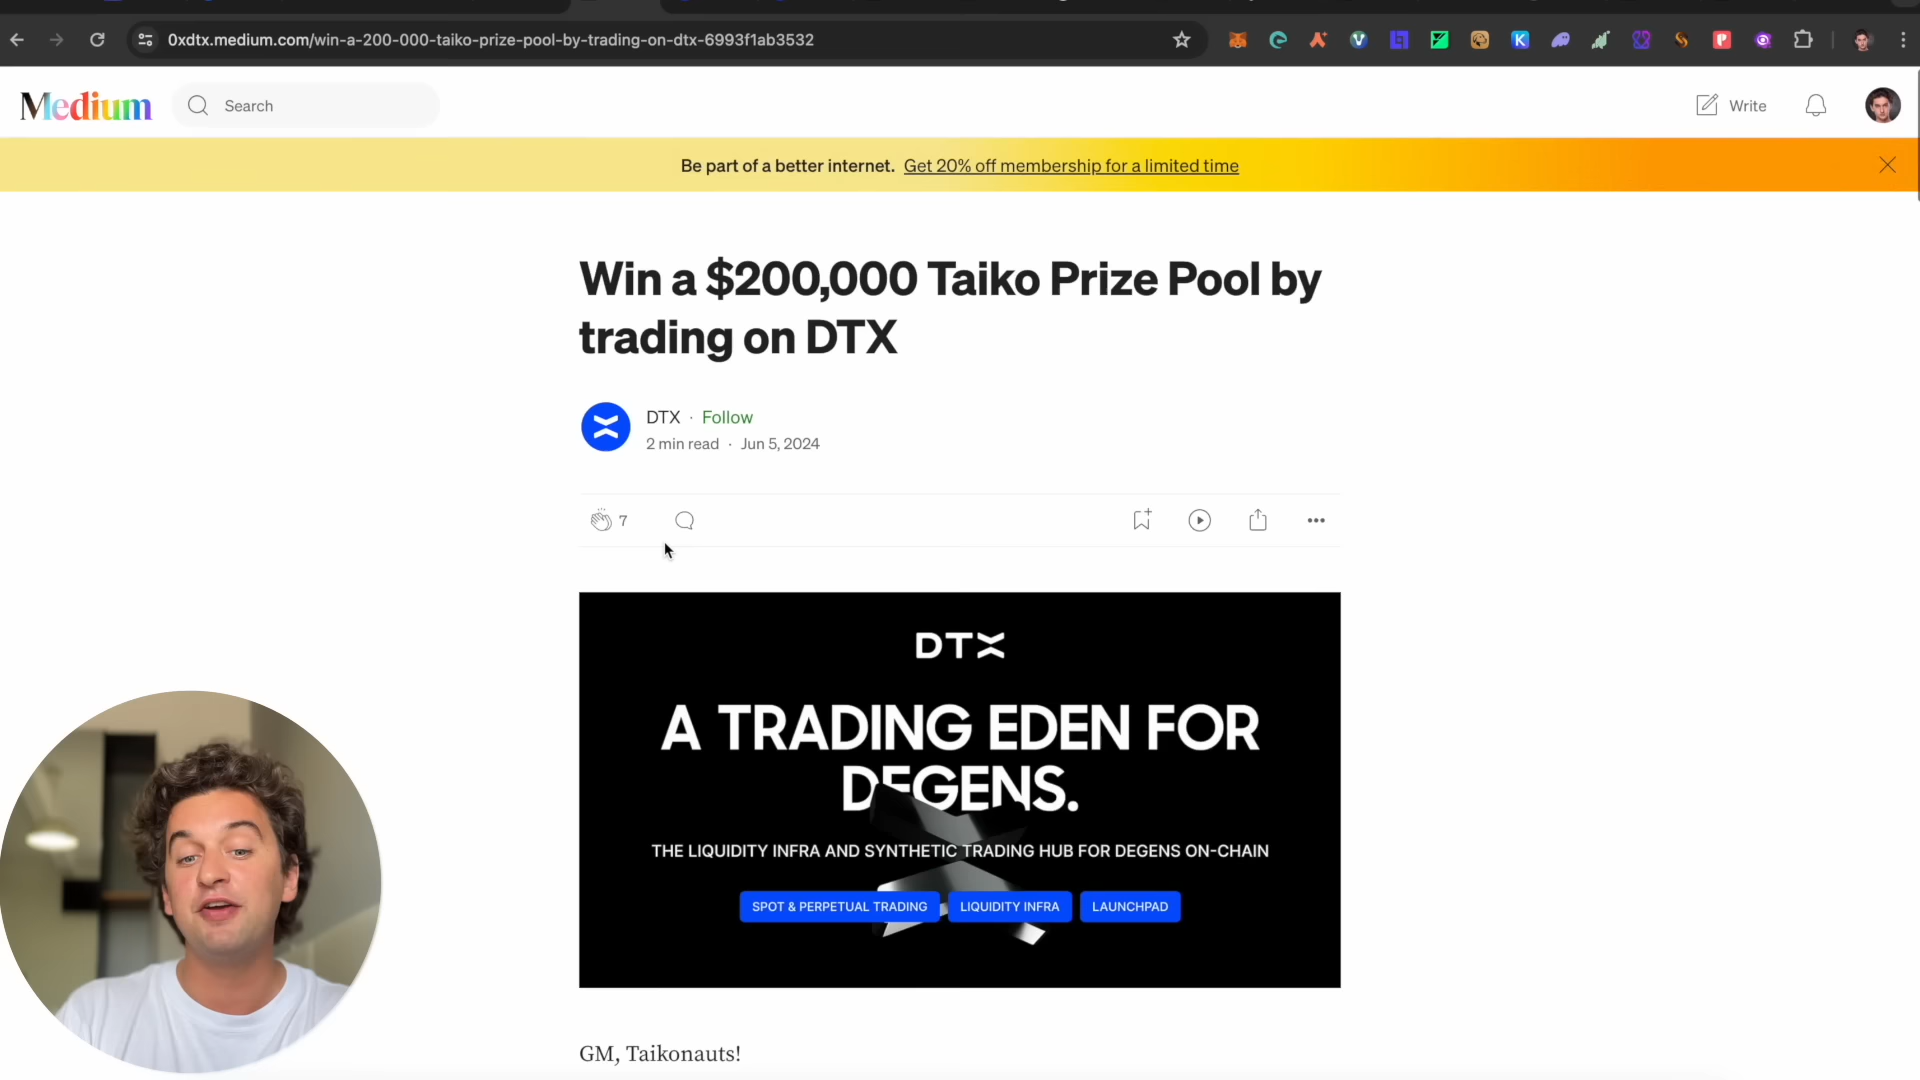 0xdtx.medium.com/win-a-200-000-taiko-prize-pool-by-trading-on-dtx-6993f1ab3532
Medium
Search
Write
Be part of a better internet. Get 20% off membership for a limited time
Win a $200,000 Taiko Prize Pool by
trading on DTX
DTX · Follow
2 min read · Jun 5, 2024
7
DTX
A TRADING EDEN FOR
DEGENS.
THE LIQUIDITY INFRA AND SYNTHETIC TRADING HUB FOR DEGENS ON-CHAIN
SPOT & PERPETUAL TRADING
LIQUIDITY INFRA
LAUNCHPAD
GM, Taikonauts!